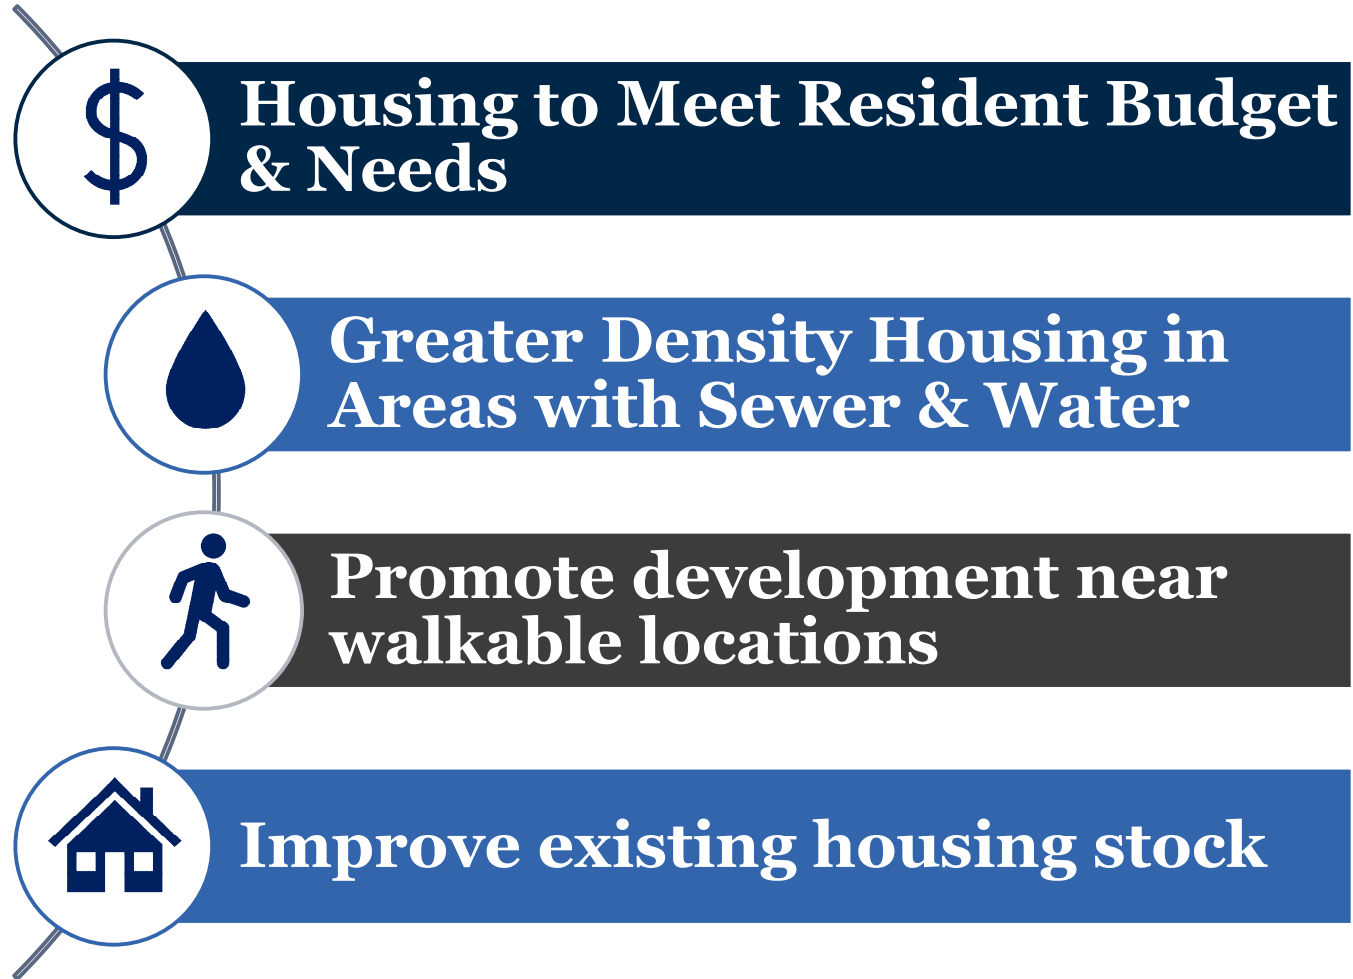 Housing to Meet Resident Budget
& Needs
Greater Density Housing in
Areas with Sewer & Water
Promote development near
walkable locations
Improve existing housing stock